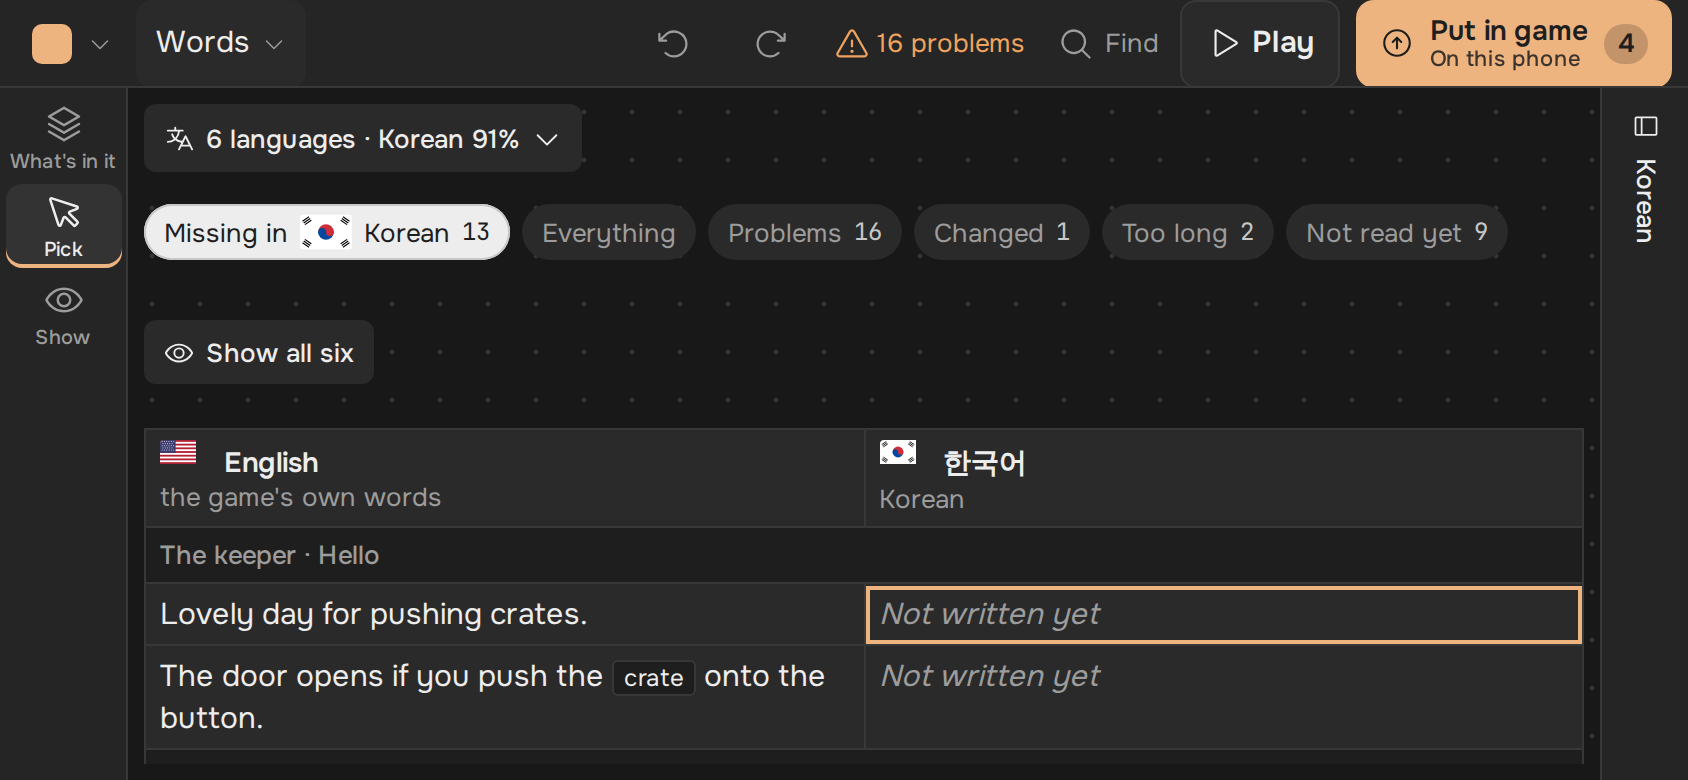 Words
16 problems
Find
Play
Put in game
On this phone
4
What's in it
Pick
Show
6 languages · Korean 91%
Missing in Korean 13
Everything
Problems 16
Changed 1
Too long 2
Not read yet 9
Show all six
English
the game's own words
한국어
Korean
The keeper · Hello
Lovely day for pushing crates.
Not written yet
The door opens if you push the crate onto the
button.
Not written yet
Korean